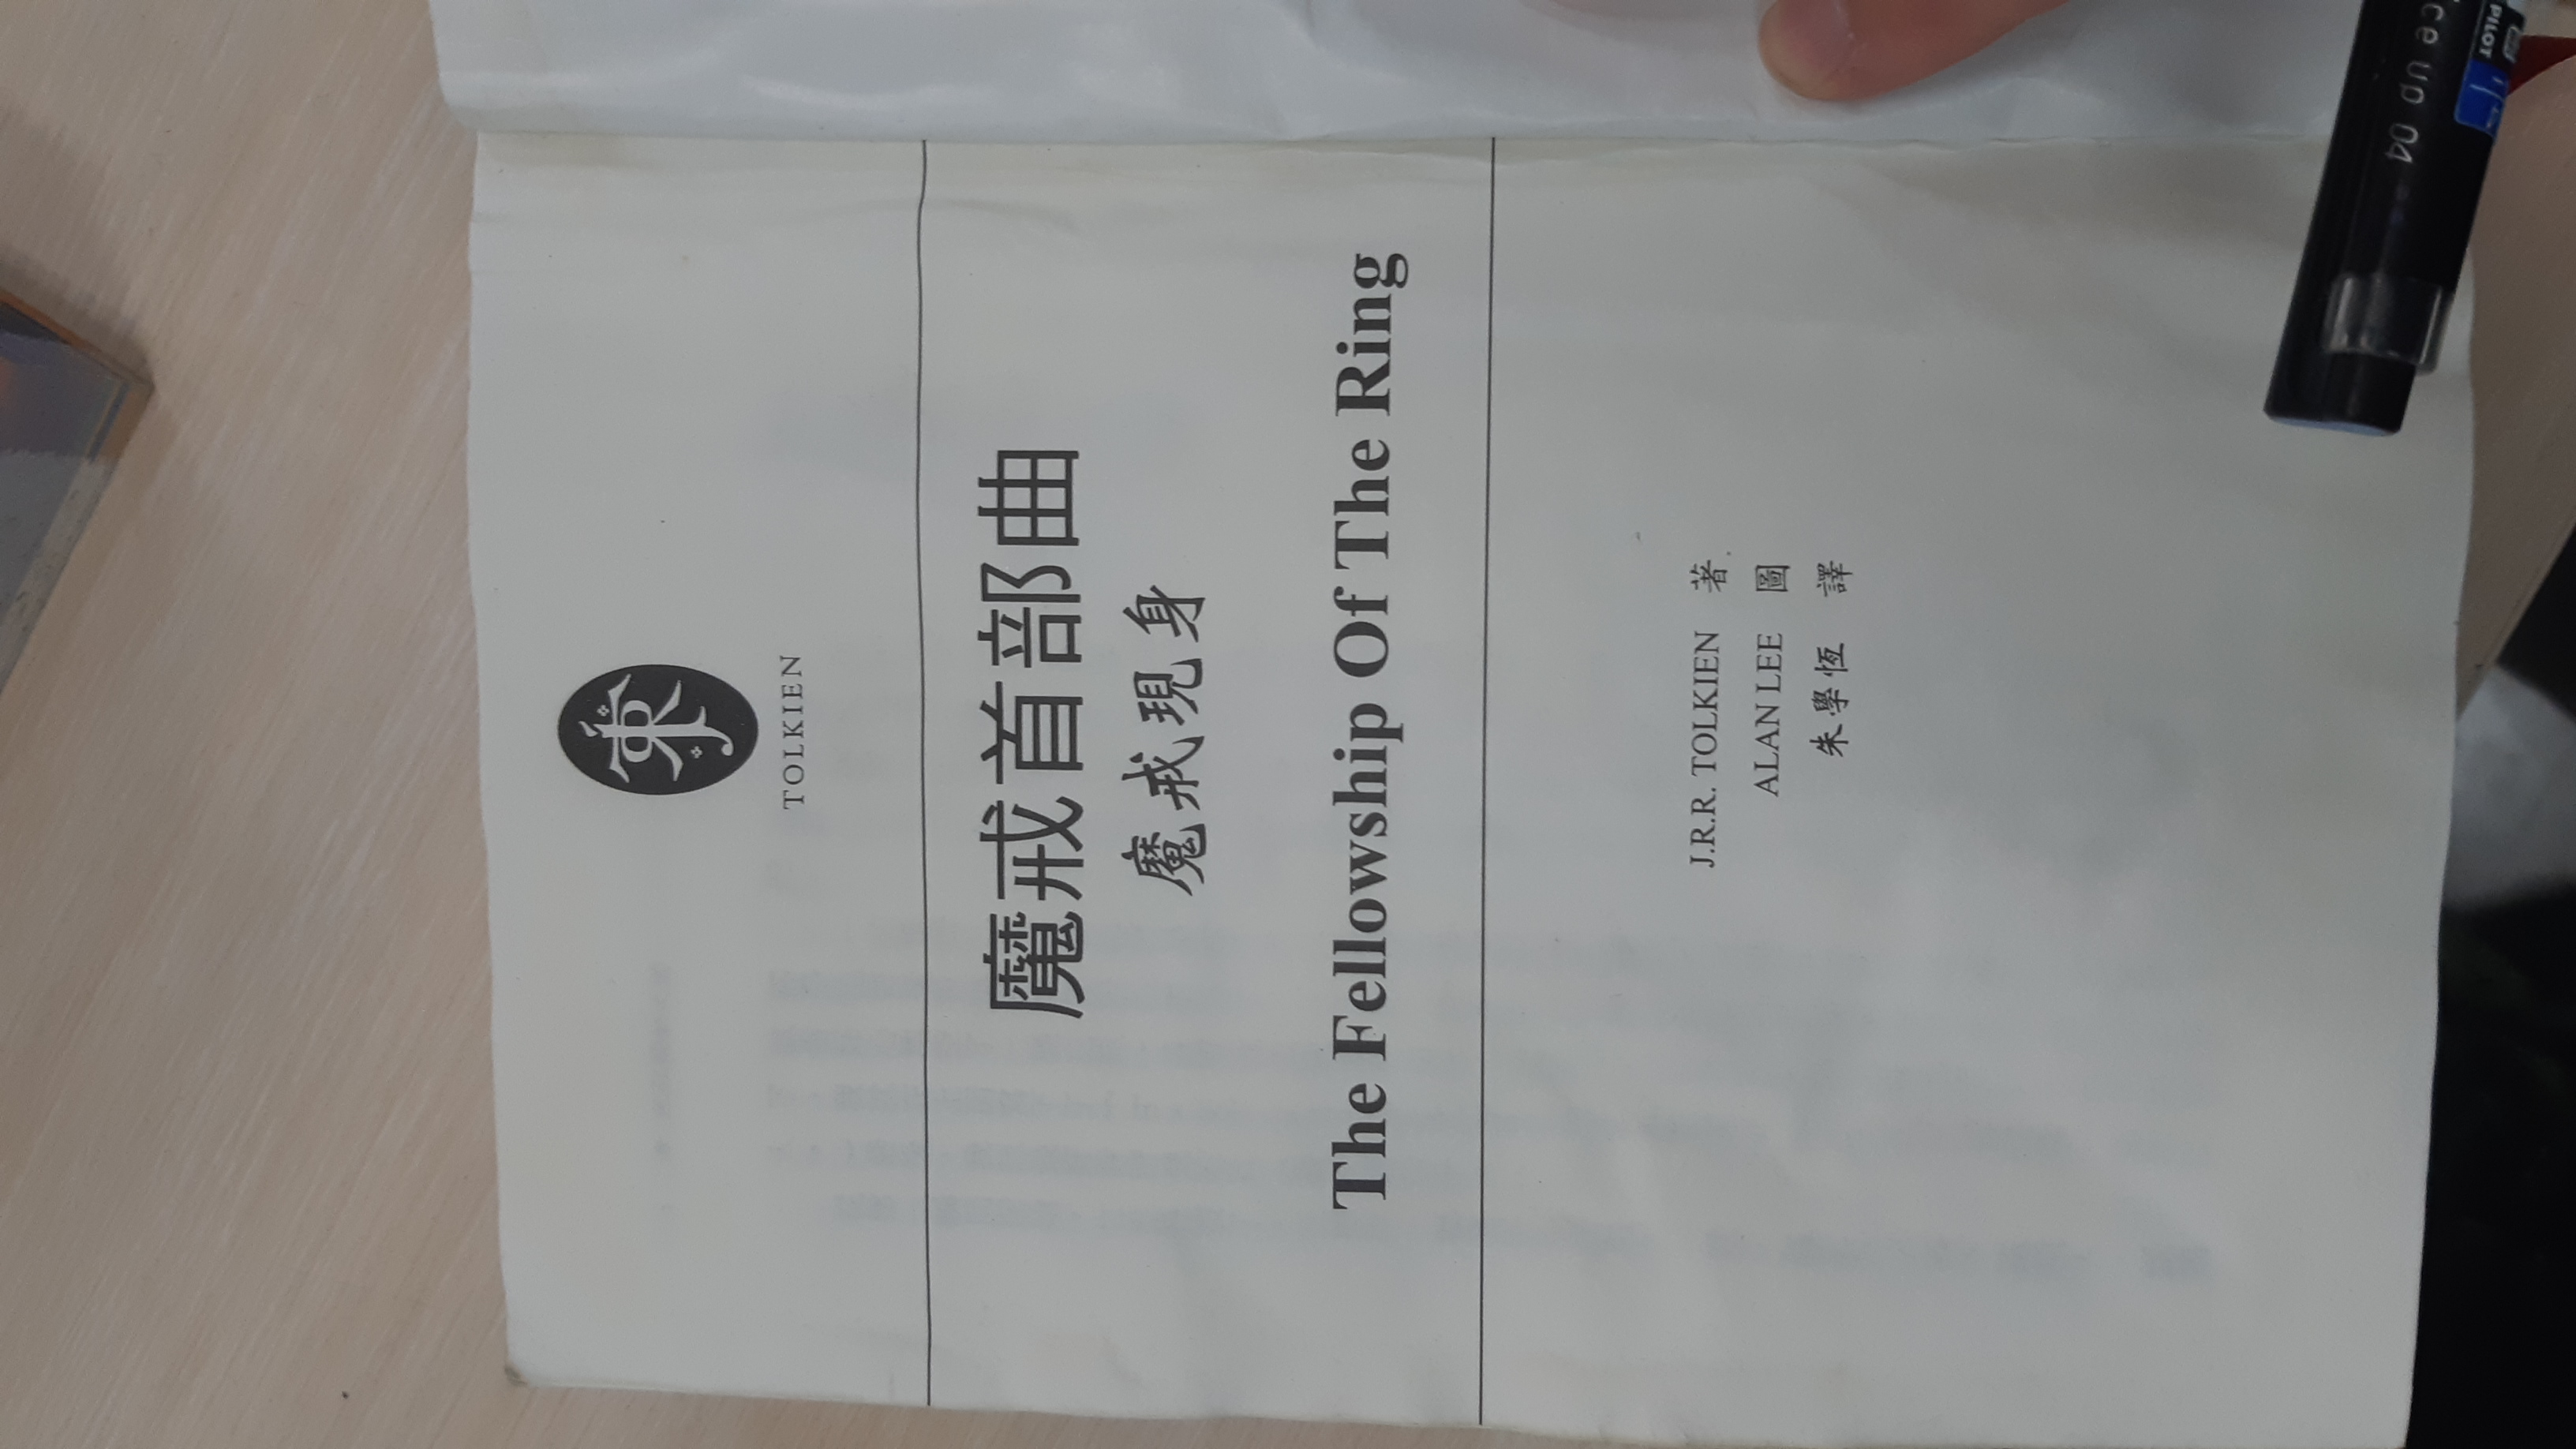 TOLKIEN
魔戒首部曲
魔戒現身
The Fellowship Of The Ring
J.R.R. TOLKIEN 著
ALAN LEE 圖
朱學恆 譯
ce up 04
PILOT